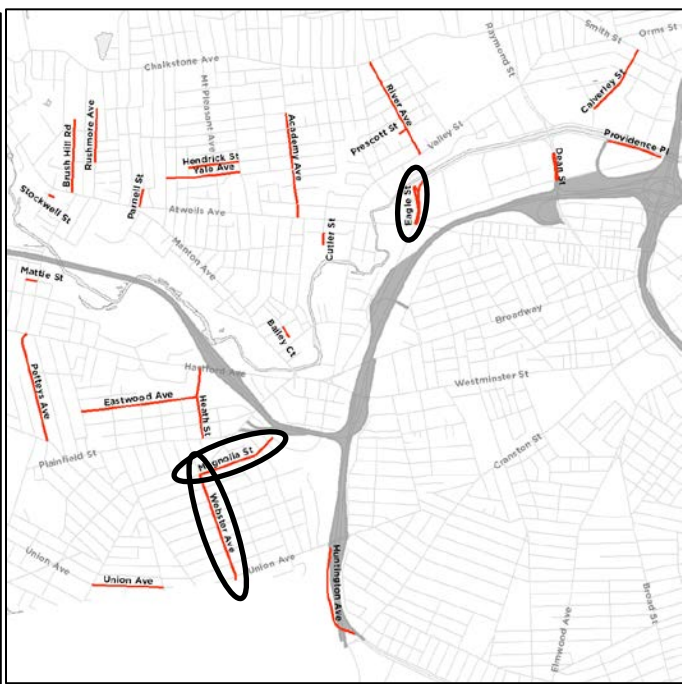 Smith St
Orms St
Raymond St
Chalkstone Ave
Mt Pleasant Ave
River Ave
Calverley St
Brush Hill Rd
Rushmore Ave
Academy Ave
Prescott St
Valley St
Providence Pl
Hendrick St
Yale Ave
Dean St
Pernell St
Stockwell St
Atwells Ave
Eagle St
Cutler St
Manton Ave
Mattie St
Bailey Ct
Broadway
Hartford Ave
Petteys Ave
Westminster St
Eastwood Ave
Heath St
Plainfield St
Magnolia St
Cranston St
Webster Ave
Union Ave
Union Ave
Union Ave
Huntington Ave
Elmwood Ave
Broad St